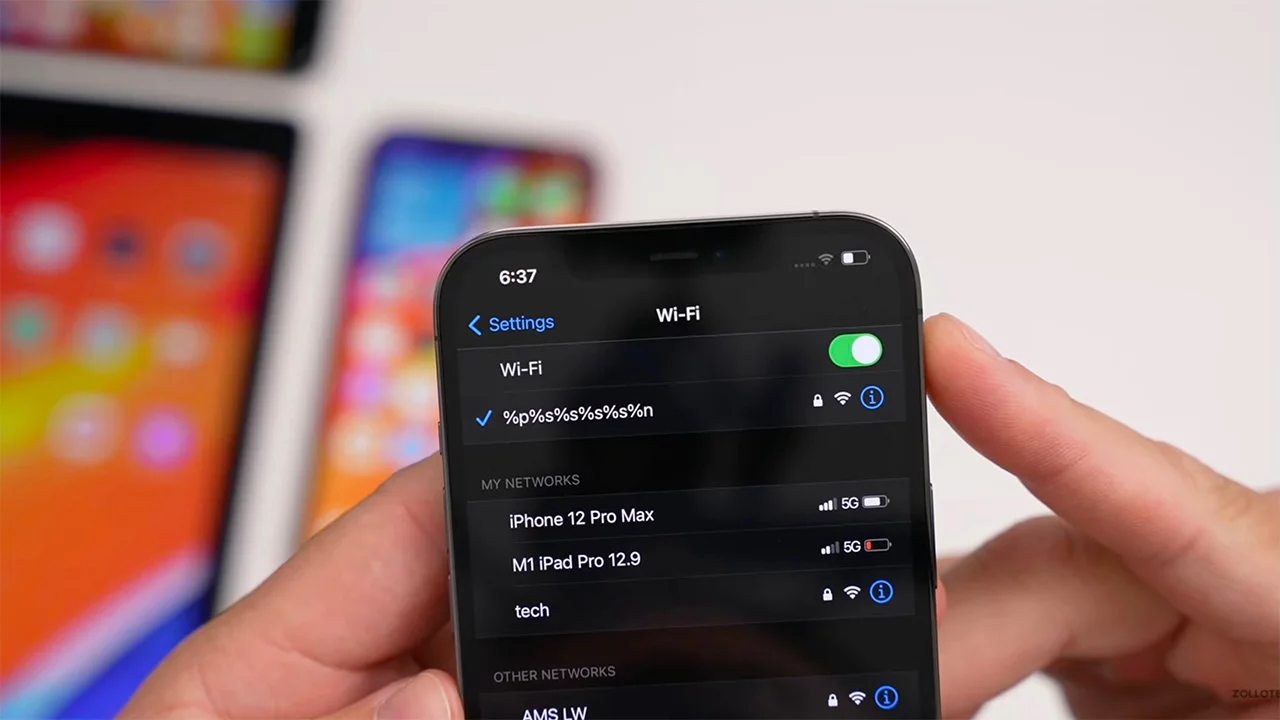 6:37
Settings
Wi-Fi
Wi-Fi
%p%s%s%s%s%n
MY NETWORKS
iPhone 12 Pro Max
5G
M1 iPad Pro 12.9
5G
tech
OTHER NETWORKS
AMS LW